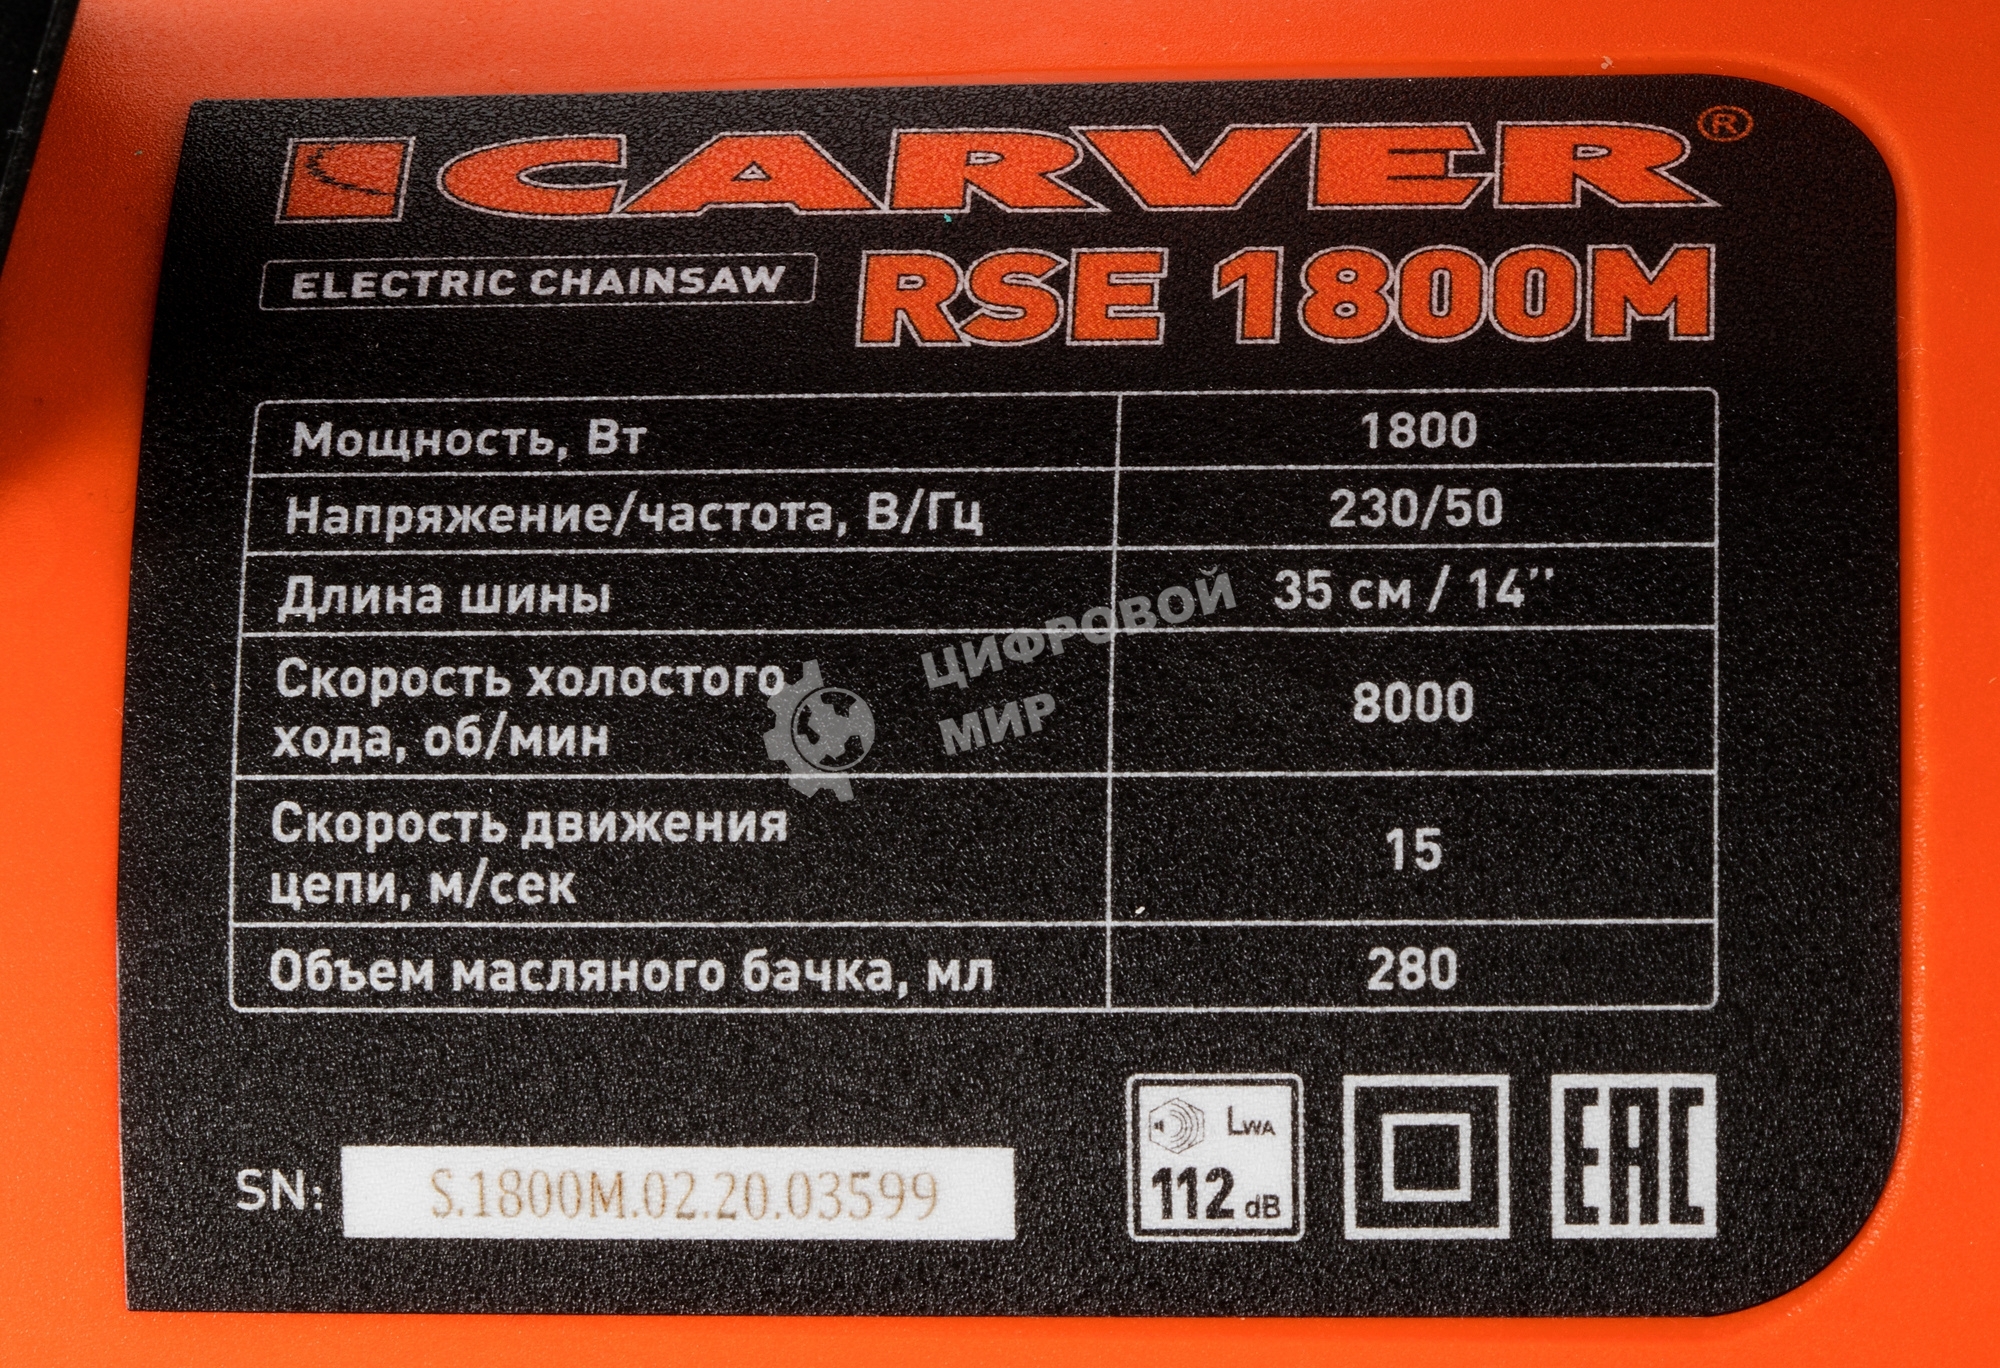 CARVER®
ELECTRIC CHAINSAW RSE 1800M
Мощность, Вт 1800
Напряжение/частота, В/Гц 230/50
Длина шины 35 см / 14’’
Скорость холостого
хода, об/мин 8000
Скорость движения
цепи, м/сек 15
Объем масляного бачка, мл 280
ЦИФРОВОЙ
МИР
LWA
112 dB
EAC
SN: S.1800M.02.20.03599